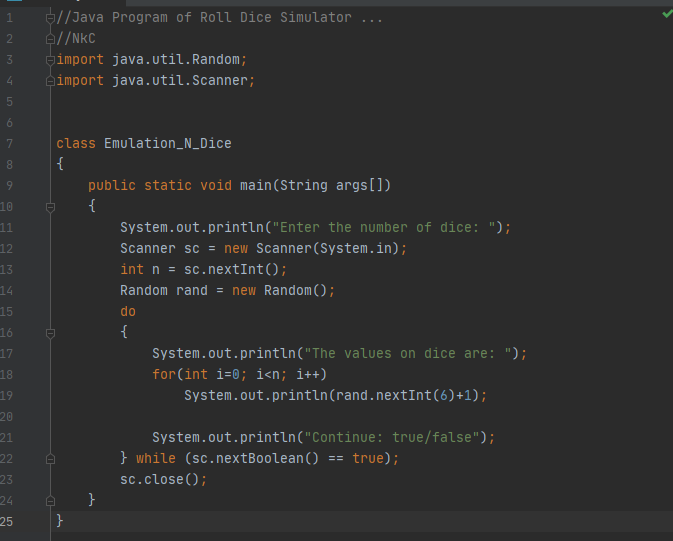 1 //Java Program of Roll Dice Simulator ...
2 //NkC
3 import java.util.Random;
4 import java.util.Scanner;
5
6
7 class Emulation_N_Dice
8 {
9     public static void main(String args[])
10     {
11         System.out.println("Enter the number of dice: ");
12         Scanner sc = new Scanner(System.in);
13         int n = sc.nextInt();
14         Random rand = new Random();
15         do
16         {
17             System.out.println("The values on dice are: ");
18             for(int i=0; i<n; i++)
19                 System.out.println(rand.nextInt(6)+1);
20
21             System.out.println("Continue: true/false");
22         } while (sc.nextBoolean() == true);
23         sc.close();
24     }
25 }